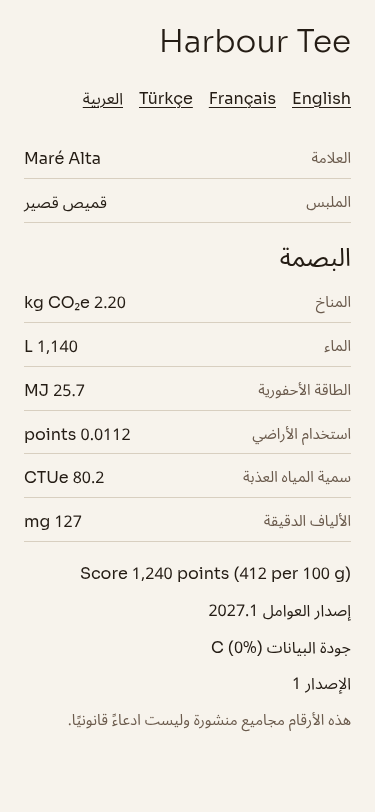 Harbour Tee
English Français Türkçe العربية
العلامة Maré Alta
الملبس قميص قصير
البصمة
المناخ 2.20 kg CO₂e
الماء 1,140 L
الطاقة الأحفورية 25.7 MJ
استخدام الأراضي 0.0112 points
سمية المياه العذبة 80.2 CTUe
الألياف الدقيقة 127 mg
Score 1,240 points (412 per 100 g)
إصدار العوامل 2027.1
جودة البيانات C (0%)
الإصدار 1
هذه الأرقام مجاميع منشورة وليست ادعاءً قانونيًا.